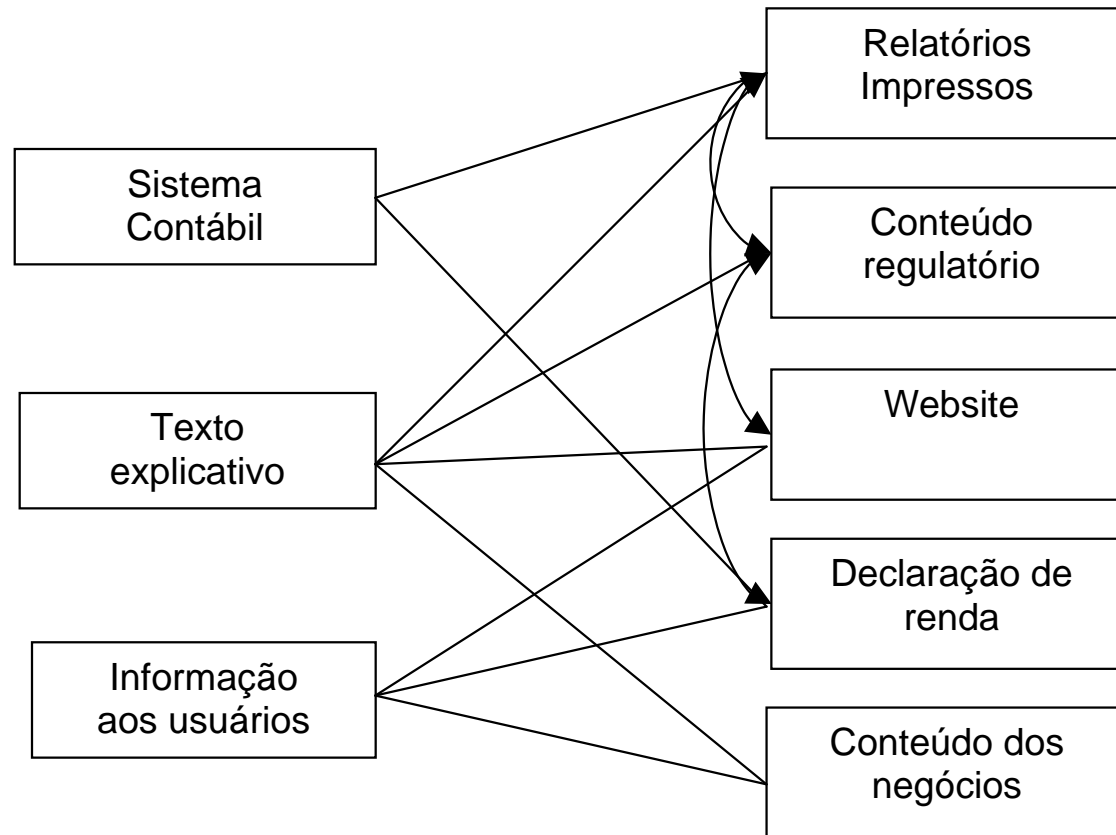 Relatórios
Impressos
Sistema
Contábil
Conteúdo
regulatório
Texto
explicativo
Website
Informação
aos usuários
Declaração de
renda
Conteúdo dos
negócios